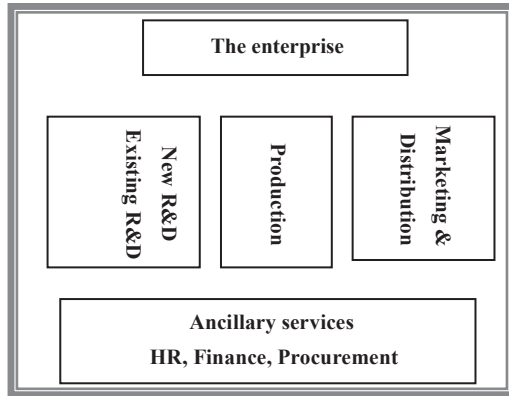 The enterprise
New R&D
Existing R&D
Production
Marketing &
Distribution
Ancillary services
HR, Finance, Procurement